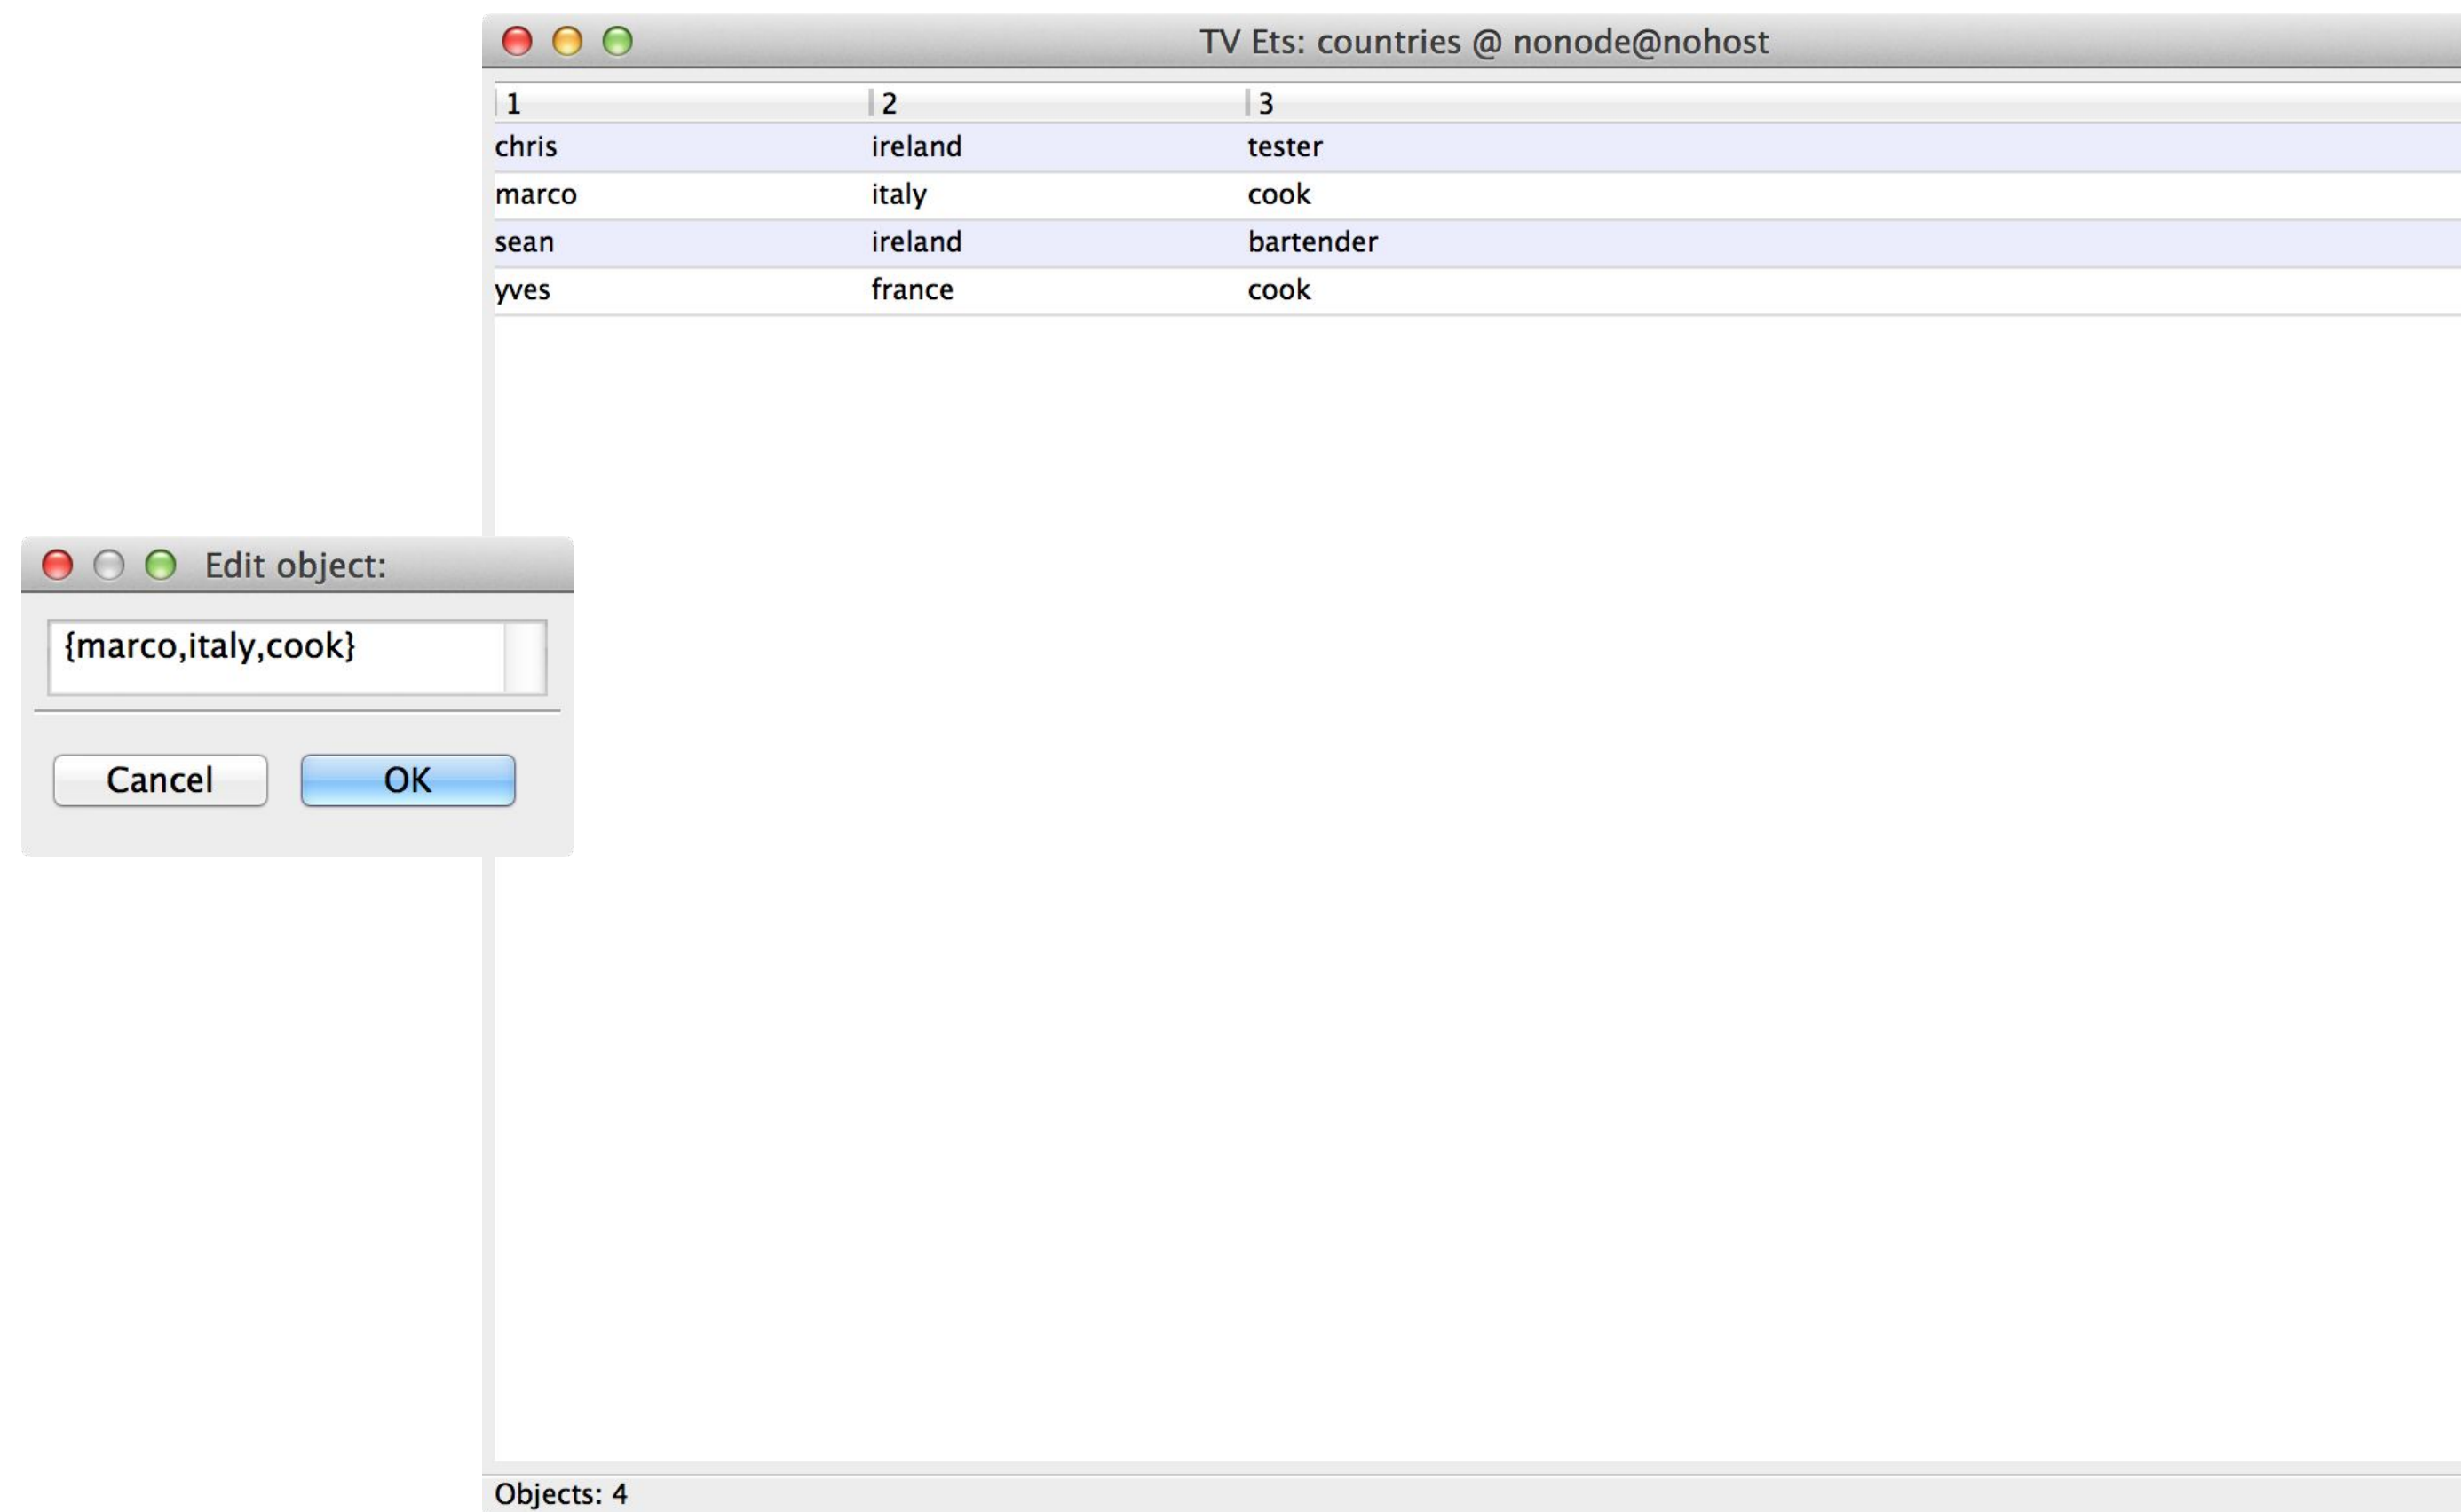 TV Ets: countries @ nonode@nohost
1 2 3
chris ireland tester
marco italy cook
sean ireland bartender
yves france cook
Edit object:
{marco,italy,cook}
Cancel OK
Objects: 4